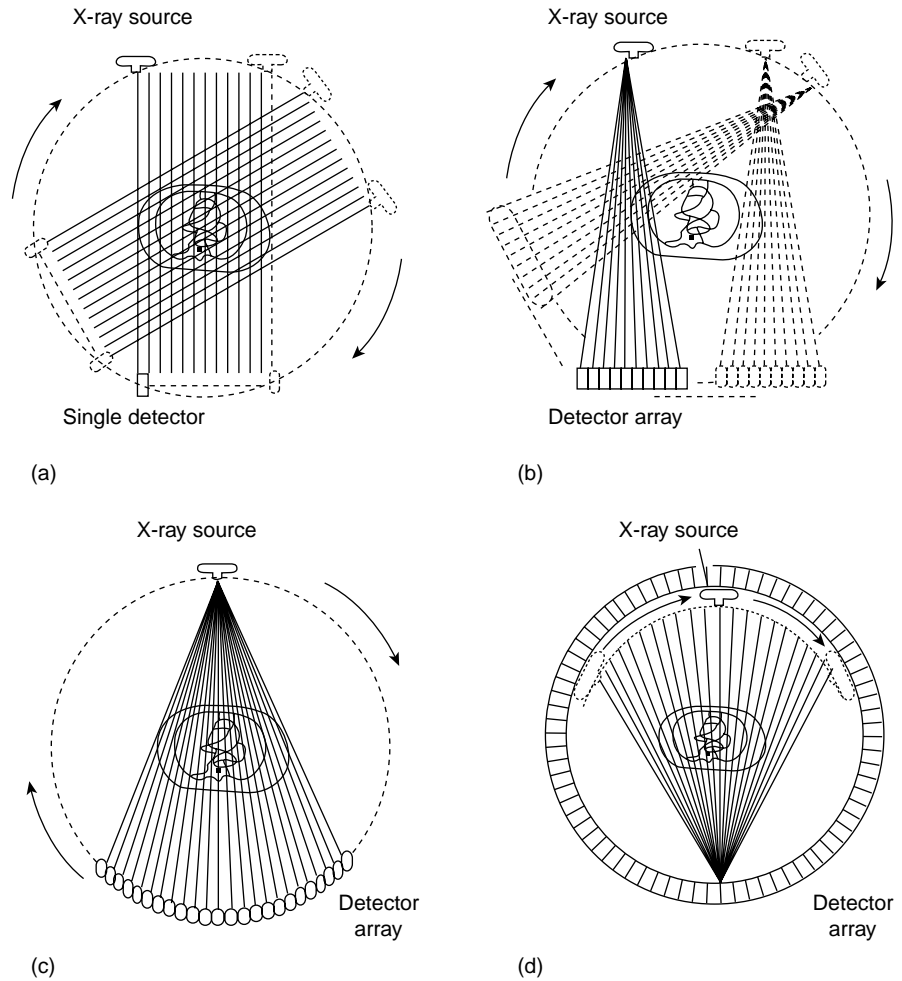 X-ray source
Single detector
(a)
X-ray source
Detector array
(b)
X-ray source
Detector
array
(c)
X-ray source
Detector
array
(d)